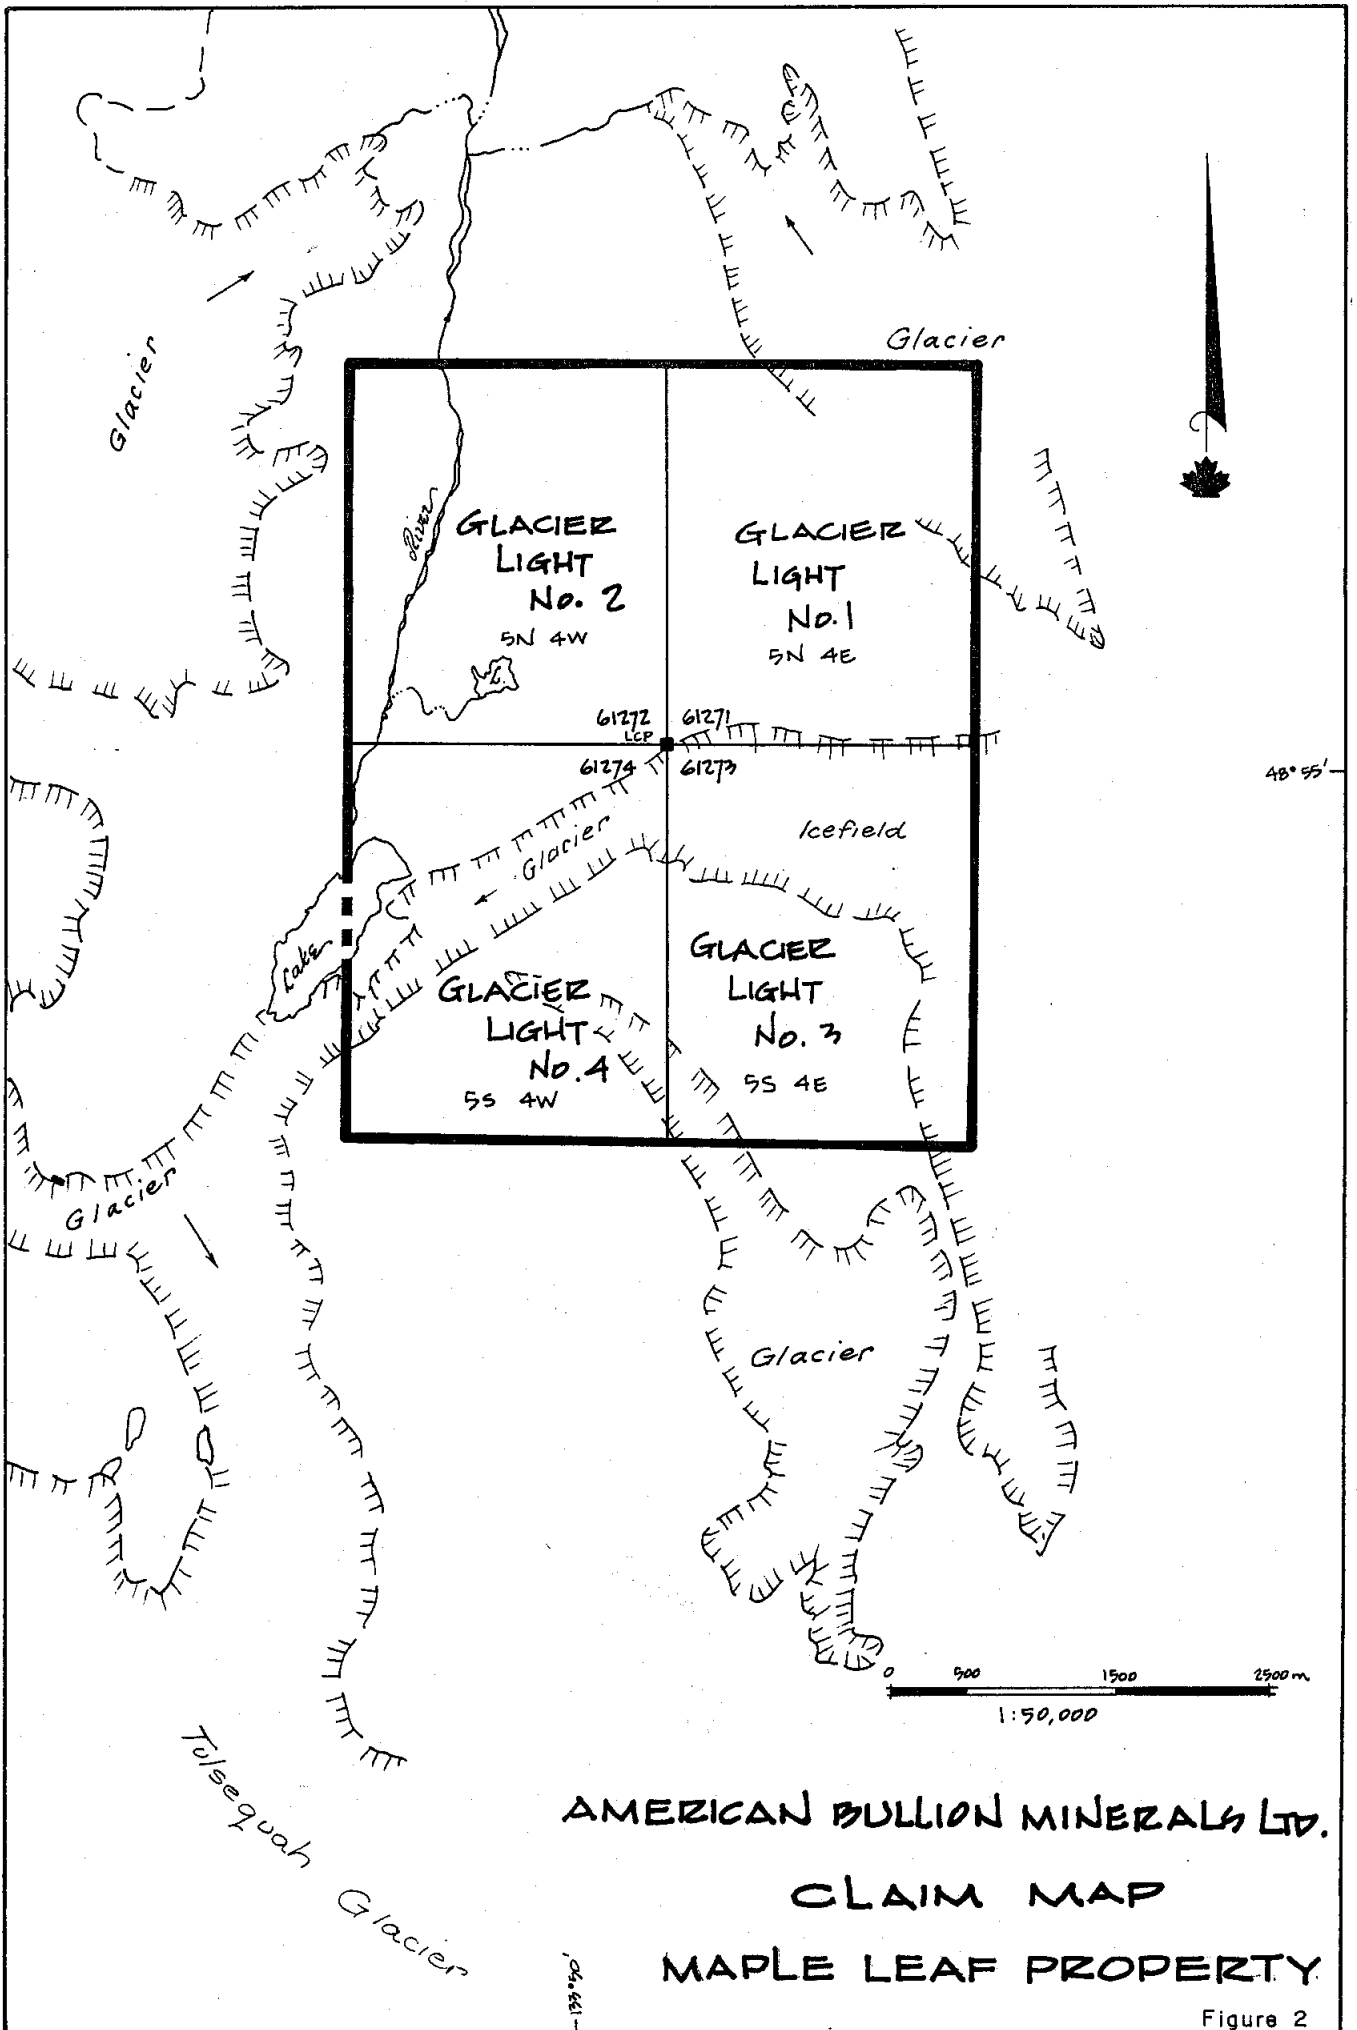 Glacier
Glacier
River
GLACIER
LIGHT
No. 2
5N 4W
GLACIER
LIGHT
No. 1
5N 4E
L.
61272
61271
LCP
61274
61273
48° 55'
Icefield
Glacier
Lake
GLACIER
LIGHT
No. 3
5S 4E
GLACIER
LIGHT
No. 4
5S 4W
Glacier
Glacier
0 500 1500 2500 m
1:50,000
Tulsequah Glacier
AMERICAN BULLION MINERALS LTD.
CLAIM MAP
MAPLE LEAF PROPERTY
Figure 2